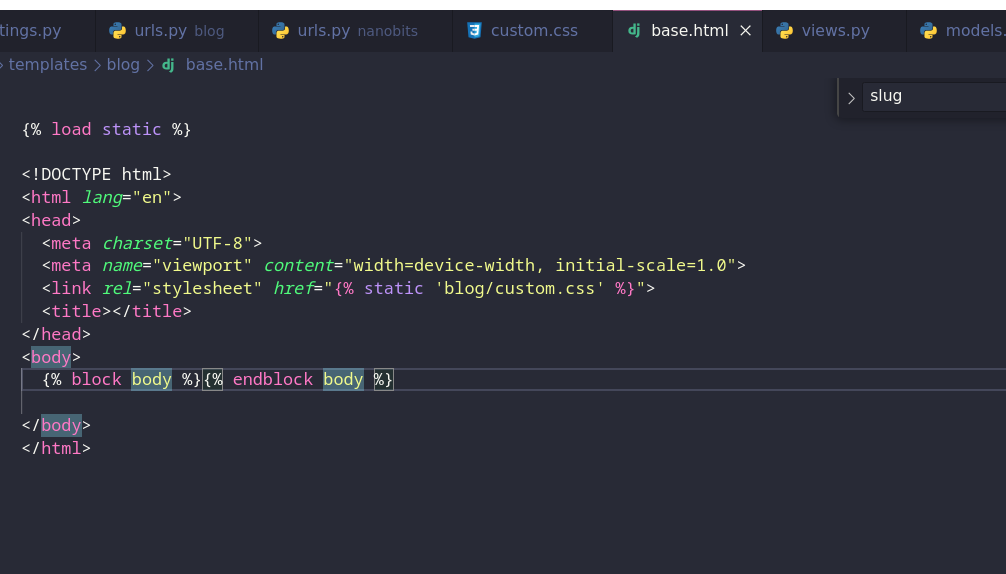 tings.py urls.py blog urls.py nanobits custom.css base.html views.py models.
templates > blog > dj base.html
slug
{% load static %}
<!DOCTYPE html>
<html lang="en">
<head>
<meta charset="UTF-8">
<meta name="viewport" content="width=device-width, initial-scale=1.0">
<link rel="stylesheet" href="{% static 'blog/custom.css' %}">
<title></title>
</head>
<body>
{% block body %}{% endblock body %}
</body>
</html>